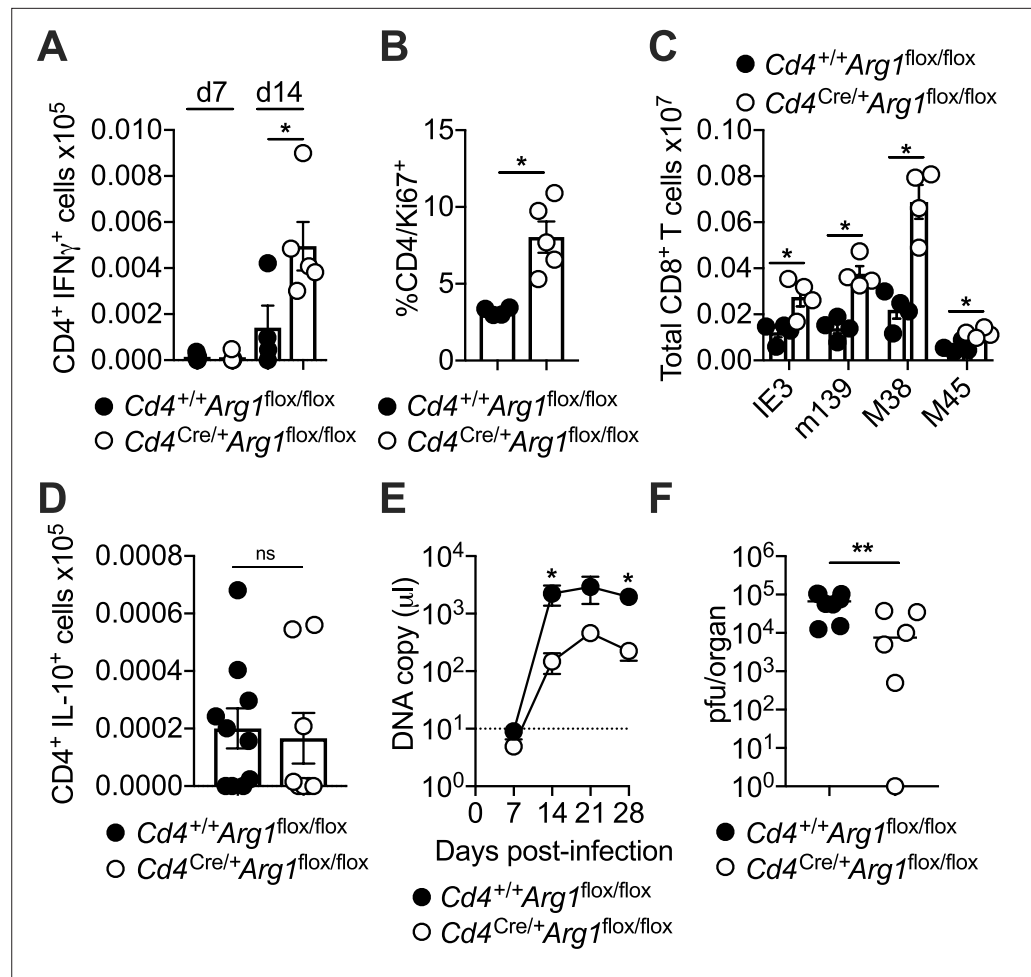 A
d7 d14
*
CD4⁺ IFNγ⁺ cells x10⁵
0.010
0.008
0.006
0.004
0.002
0.000
Cd4⁺/⁺Arg1flox/flox
Cd4Cre/⁺Arg1flox/flox
B
*
%CD4/Ki67⁺
15
10
5
0
Cd4⁺/⁺Arg1flox/flox
Cd4Cre/⁺Arg1flox/flox
C
Cd4⁺/⁺Arg1flox/flox
Cd4Cre/⁺Arg1flox/flox
Total CD8⁺ T cells x10⁷
0.10
0.08
0.06
0.04
0.02
0.00
* * * *
IE3 m139 M38 M45
D
ns
CD4⁺ IL-10⁺ cells x10⁵
0.0008
0.0006
0.0004
0.0002
0.0000
Cd4⁺/⁺Arg1flox/flox
Cd4Cre/⁺Arg1flox/flox
E
* *
DNA copy (µl)
10⁴
10³
10²
10¹
10⁰
0 7 14 21 28
Days post-infection
Cd4⁺/⁺Arg1flox/flox
Cd4Cre/⁺Arg1flox/flox
F
**
pfu/organ
10⁶
10⁵
10⁴
10³
10²
10¹
10⁰
Cd4⁺/⁺Arg1flox/flox
Cd4Cre/⁺Arg1flox/flox